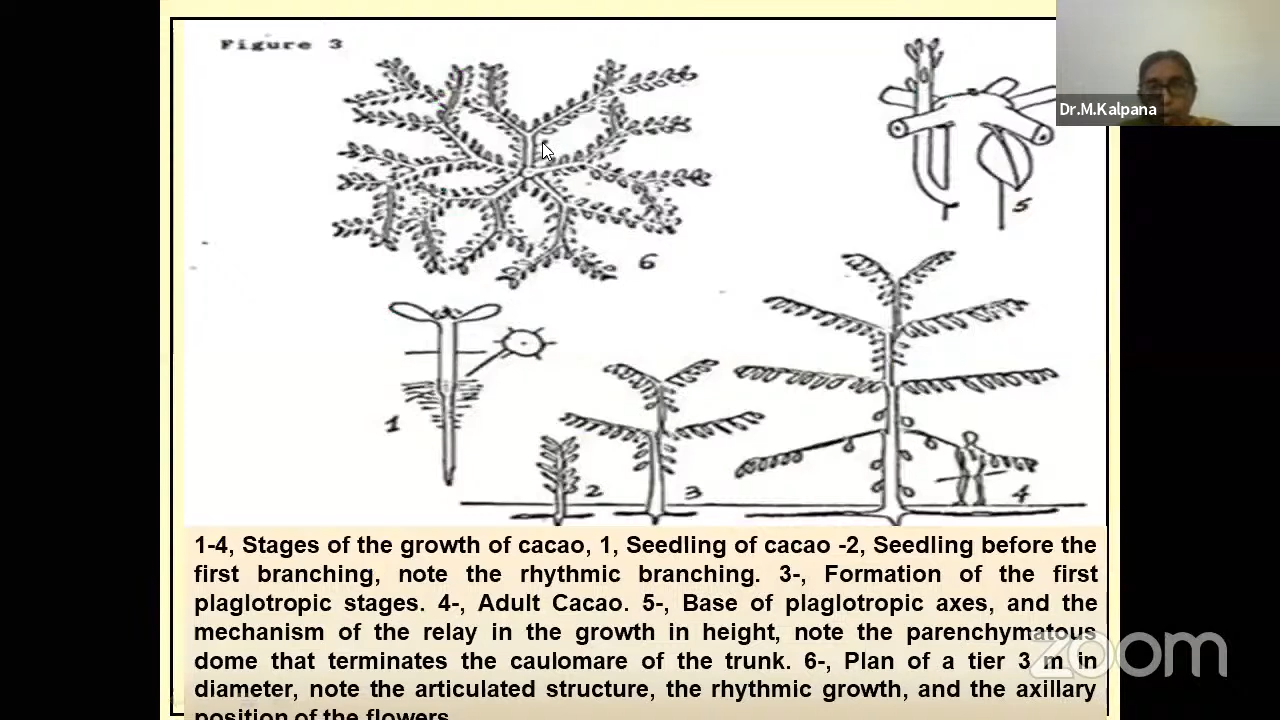 Figure 3
Dr.M.Kalpana
5
6
1
2
3
4
1-4, Stages of the growth of cacao, 1, Seedling of cacao -2, Seedling before the
first branching, note the rhythmic branching. 3-, Formation of the first
plaglotropic stages. 4-, Adult Cacao. 5-, Base of plaglotropic axes, and the
mechanism of the relay in the growth in height, note the parenchymatous
dome that terminates the caulomare of the trunk. 6-, Plan of a tier 3 m in
diameter, note the articulated structure, the rhythmic growth, and the axillary
position of the flowers
zoom